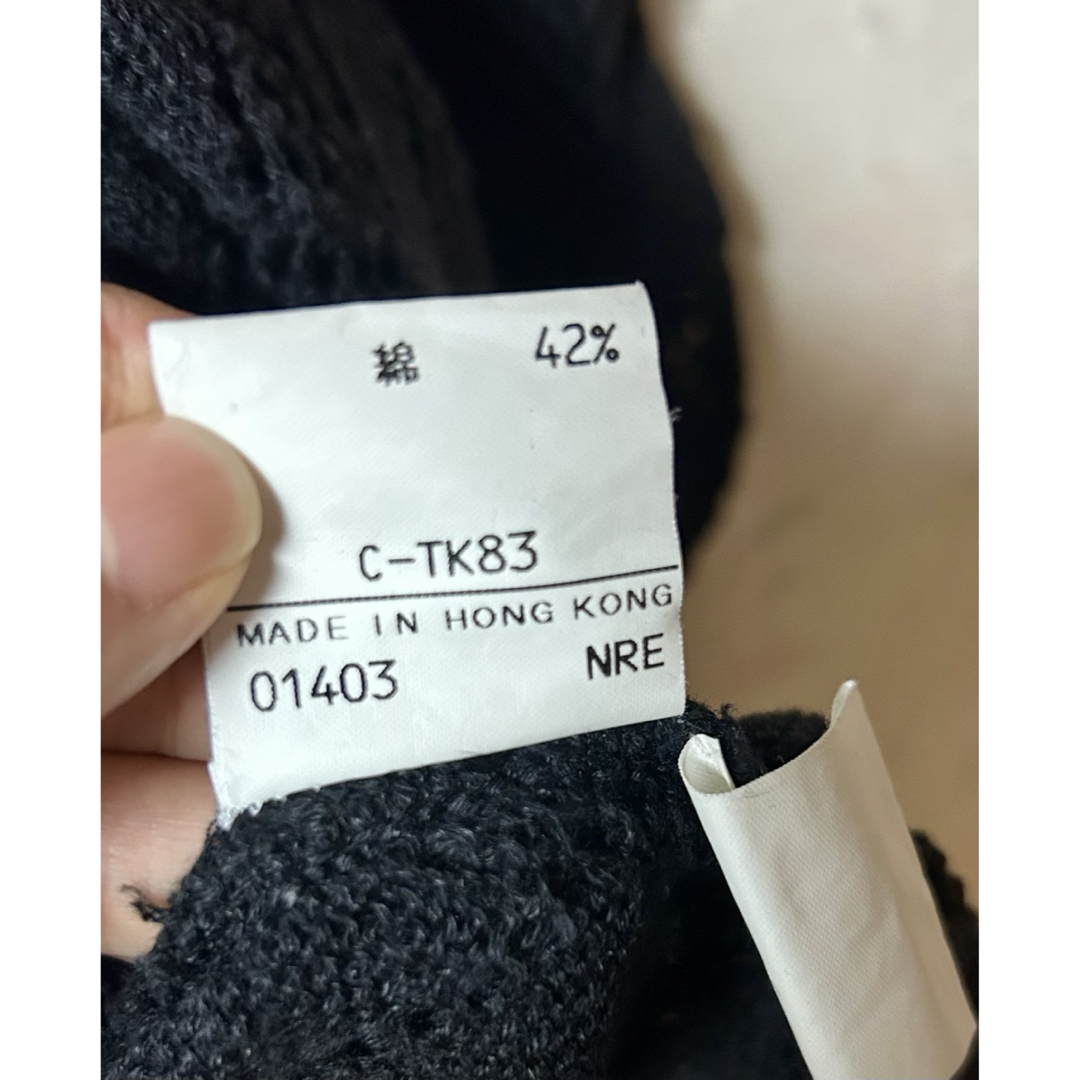 綿 42%
C-TK83
MADE IN HONG KONG
01403 NRE